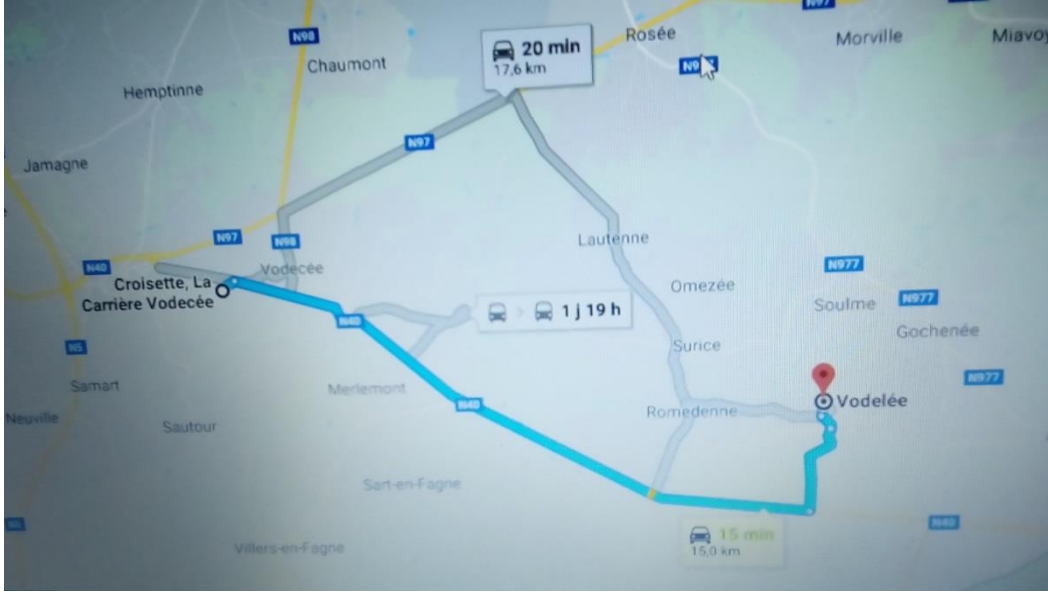 N97
N98
Rosée
Morville
Miavoy
20 min
17,6 km
Chaumont
Hemptinne
N97
Jamagne
N97
N98
Lautenne
N40
Vodecée
N977
Croisette, La
Carrière Vodecée
Omezée
Soulme
N977
1 j 19 h
N40
Gochenée
N5
Surice
Samart
Merlemont
N977
Vodelée
N40
Neuville
Romedenne
Sautour
Sart-en-Fagne
N40
15 min
15,0 km
Villers-en-Fagne